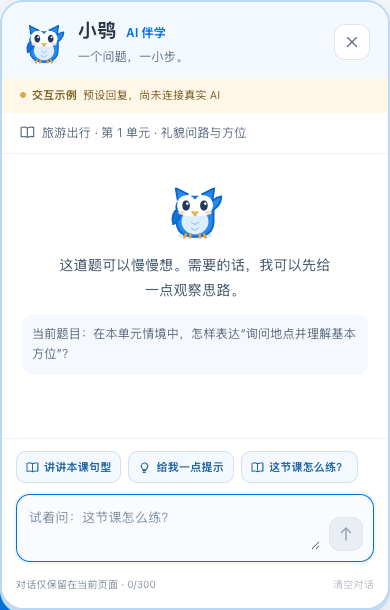 小鸮 AI 伴学
一个问题，一小步。
交互示例 预设回复，尚未连接真实 AI
旅游出行 · 第 1 单元 · 礼貌问路与方位
这道题可以慢慢想。需要的话，我可以先给
一点观察思路。
当前题目：在本单元情境中，怎样表达“询问地点并理解基本
方位”？
讲讲本课句型 给我一点提示 这节课怎么练？
试着问：这节课怎么练？
对话仅保留在当前页面 · 0/300 清空对话